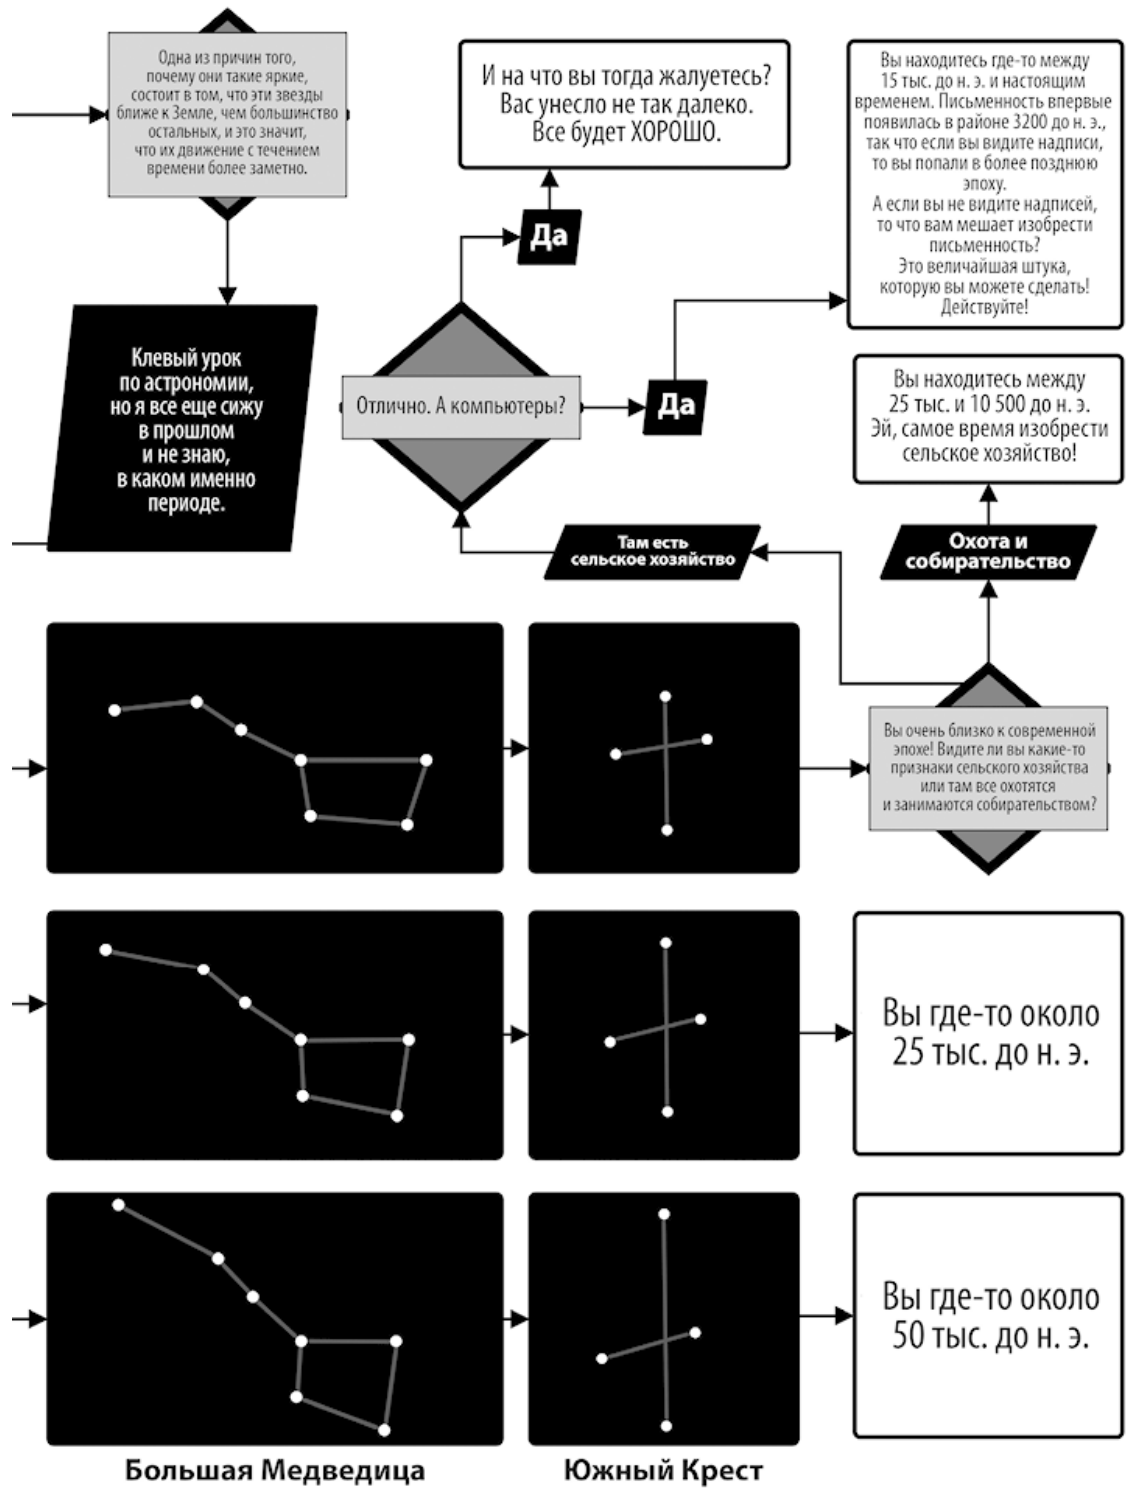 Одна из причин того,
почему они такие яркие,
состоит в том, что эти звезды
ближе к Земле, чем большинство
остальных, и это значит,
что их движение с течением
времени более заметно.
Клевый урок
по астрономии,
но я все еще сижу
в прошлом
и не знаю,
в каком именно
периоде.
И на что вы тогда жалуетесь?
Вас унесло не так далеко.
Все будет ХОРОШО.
Да
Отлично. А компьютеры?
Да
Вы находитесь где-то между
15 тыс. до н. э. и настоящим
временем. Письменность впервые
появилась в районе 3200 до н. э.,
так что если вы видите надписи,
то вы попали в более позднюю
эпоху.
А если вы не видите надписей,
то что вам мешает изобрести
письменность?
Это величайшая штука,
которую вы можете сделать!
Действуйте!
Вы находитесь между
25 тыс. и 10 500 до н. э.
Эй, самое время изобрести
сельское хозяйство!
Там есть
сельское хозяйство
Охота и
собирательство
Вы очень близко к современной
эпохе! Видите ли вы какие-то
признаки сельского хозяйства
или там все охотятся
и занимаются собирательством?
Вы где-то около
25 тыс. до н. э.
Вы где-то около
50 тыс. до н. э.
Большая Медведица
Южный Крест